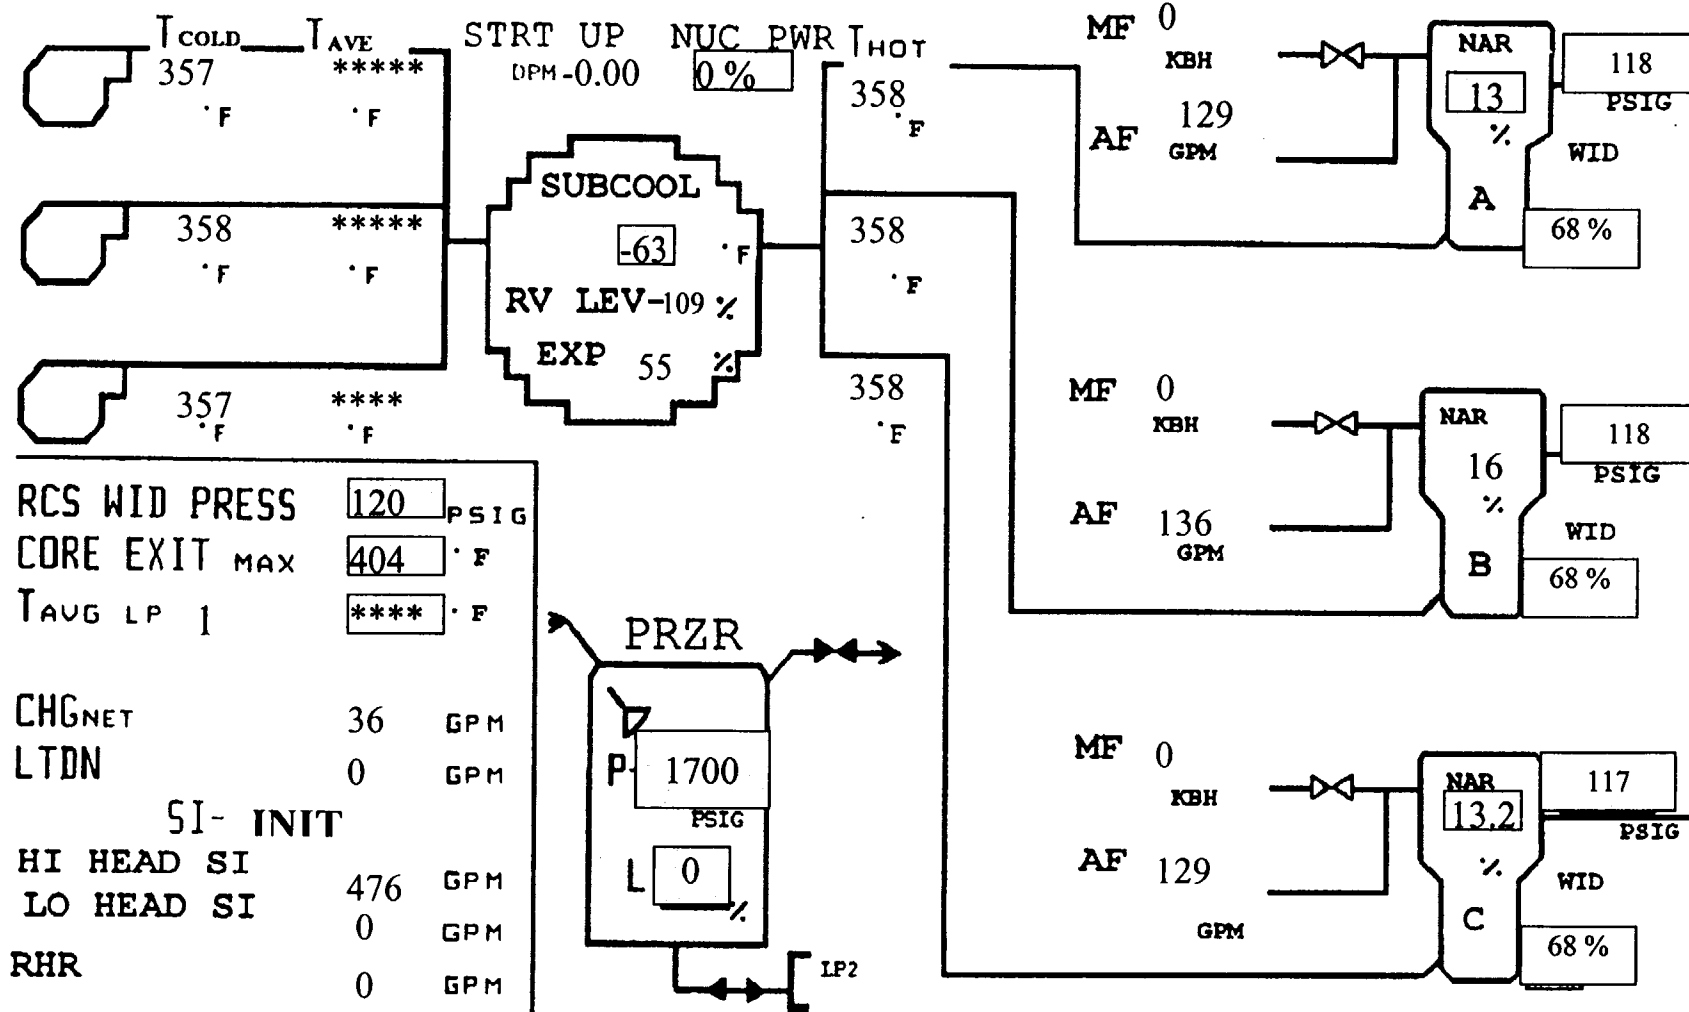 TCOLD TAVE STRT UP NUC PWR THOT
357 ***** DPM -0.00 0 % 358
°F °F °F
358 ***** SUBCOOL 358
°F °F -63 °F °F
RV LEV-109 %
EXP 55 %
357 **** 358
°F °F °F
RCS WID PRESS 120 PSIG
CORE EXIT MAX 404 °F
TAVG LP 1 **** °F
CHGNET 36 GPM
LTDN 0 GPM
SI- INIT
HI HEAD SI 476 GPM
LO HEAD SI 0 GPM
RHR 0 GPM
PRZR
P 1700
PSIG
L 0
%
LP2
MF 0 NAR 118
KBH 13 PSIG
AF 129 %
GPM WID
A 68 %
MF 0 NAR 118
KBH 16 PSIG
AF 136 %
GPM WID
B 68 %
MF 0 NAR 117
KBH 13.2 PSIG
AF 129 %
WID
GPM C 68 %